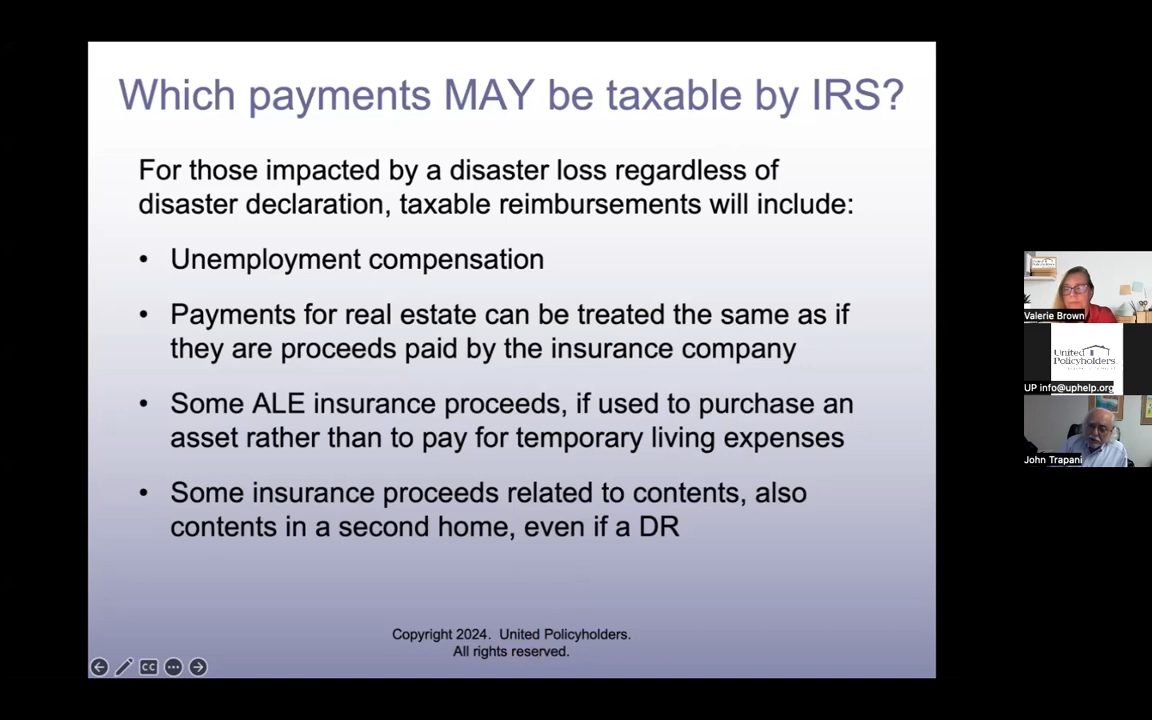 Which payments MAY be taxable by IRS?
For those impacted by a disaster loss regardless of
disaster declaration, taxable reimbursements will include:
• Unemployment compensation
• Payments for real estate can be treated the same as if
they are proceeds paid by the insurance company
• Some ALE insurance proceeds, if used to purchase an
asset rather than to pay for temporary living expenses
• Some insurance proceeds related to contents, also
contents in a second home, even if a DR
Copyright 2024. United Policyholders.
All rights reserved.
CC
Valerie Brown
United
Policyholders
UP info@uphelp.org
John Trapani